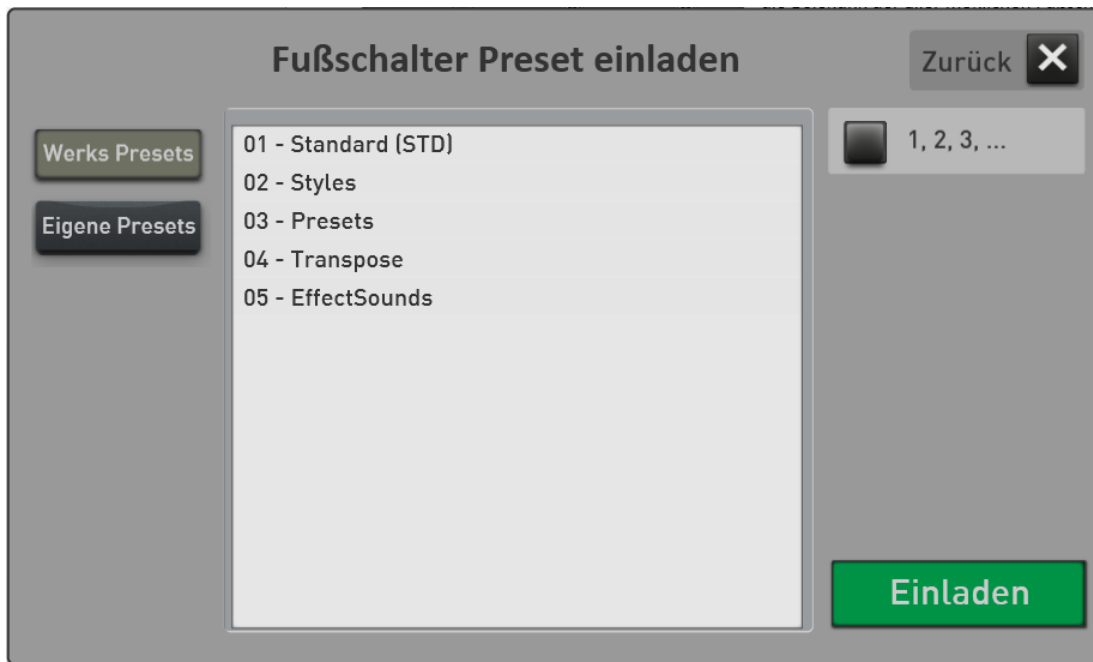 Fußschalter Preset einladen
Zurück
Werks Presets
Eigene Presets
01 - Standard (STD)
02 - Styles
03 - Presets
04 - Transpose
05 - EffectSounds
1, 2, 3, ...
Einladen